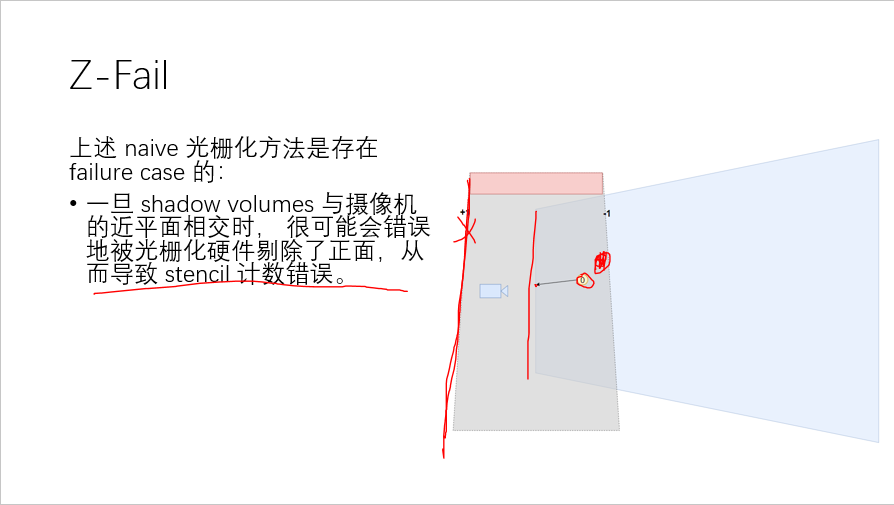 Z-Fail
上述 naive 光栅化方法是存在
failure case 的：
• 一旦 shadow volumes 与摄像机
的近平面相交时， 很可能会错误
地被光栅化硬件剔除了正面，从
而导致 stencil 计数错误。
+1
-1
0